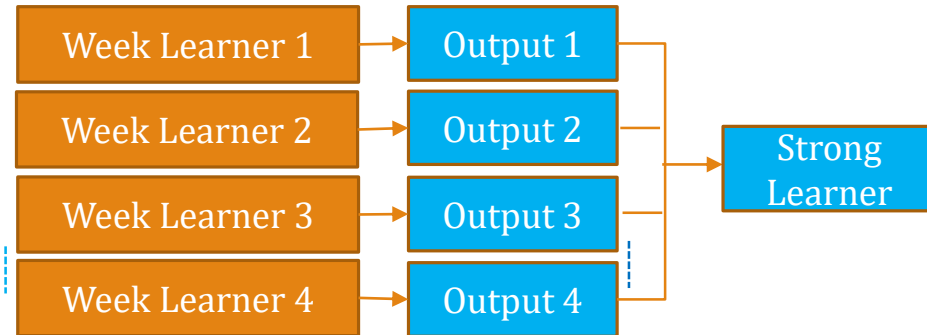 Week Learner 1
Output 1
Week Learner 2
Output 2
Strong
Learner
Week Learner 3
Output 3
Week Learner 4
Output 4